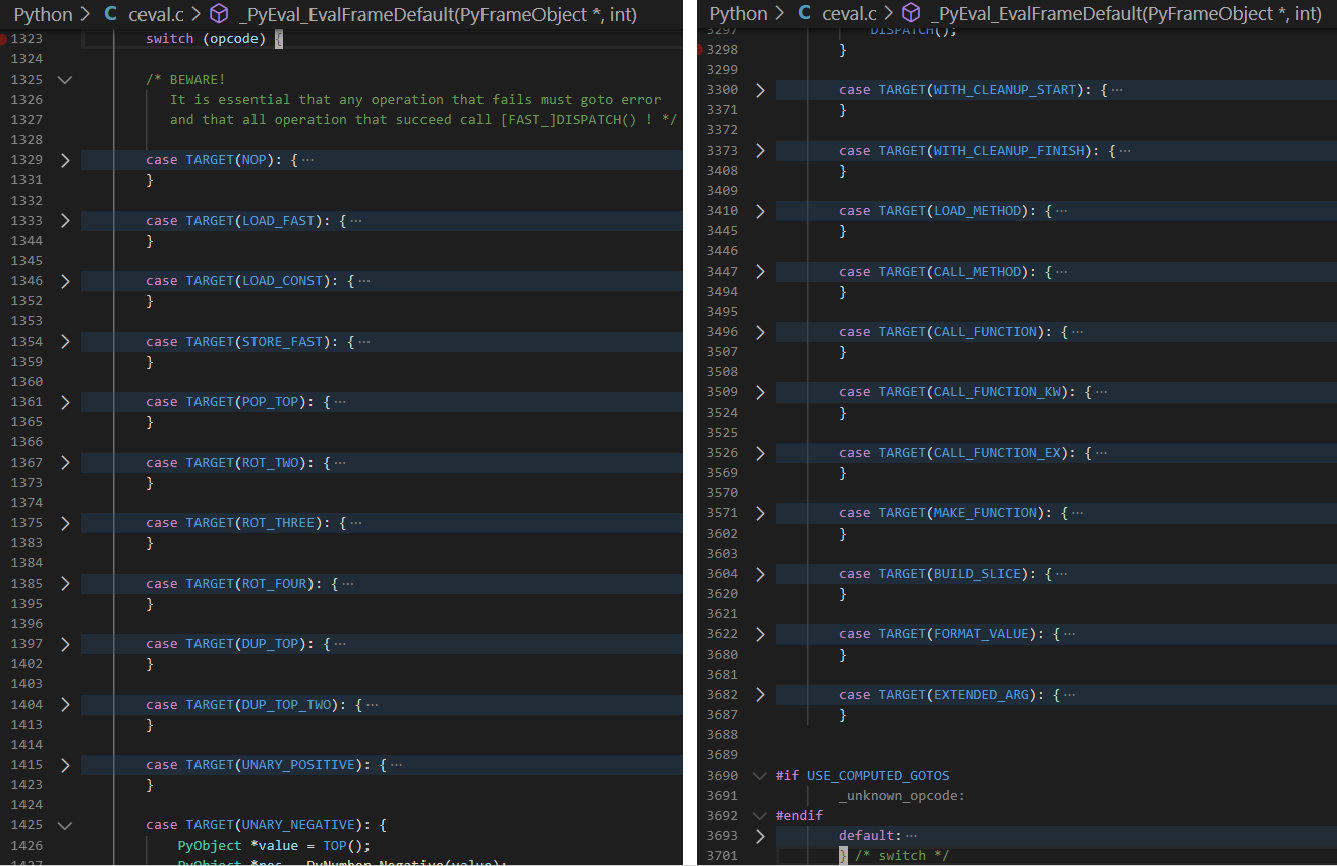 Python > C ceval.c > _PyEval_EvalFrameDefault(PyFrameObject *, int)
1323 switch (opcode) {
1324
1325 /* BEWARE!
1326 It is essential that any operation that fails must goto error
1327 and that all operation that succeed call [FAST_]DISPATCH() ! */
1328
1329 case TARGET(NOP): {···
1331 }
1332
1333 case TARGET(LOAD_FAST): {···
1344 }
1345
1346 case TARGET(LOAD_CONST): {···
1352 }
1353
1354 case TARGET(STORE_FAST): {···
1359 }
1360
1361 case TARGET(POP_TOP): {···
1365 }
1366
1367 case TARGET(ROT_TWO): {···
1373 }
1374
1375 case TARGET(ROT_THREE): {···
1383 }
1384
1385 case TARGET(ROT_FOUR): {···
1395 }
1396
1397 case TARGET(DUP_TOP): {···
1402 }
1403
1404 case TARGET(DUP_TOP_TWO): {···
1413 }
1414
1415 case TARGET(UNARY_POSITIVE): {···
1423 }
1424
1425 case TARGET(UNARY_NEGATIVE): {
1426 PyObject *value = TOP();
1427 PyObject *res = PyNumber_Negative(value);
Python > C ceval.c > _PyEval_EvalFrameDefault(PyFrameObject *, int)
3297 DISPATCH();
3298 }
3299
3300 case TARGET(WITH_CLEANUP_START): {···
3371 }
3372
3373 case TARGET(WITH_CLEANUP_FINISH): {···
3408 }
3409
3410 case TARGET(LOAD_METHOD): {···
3445 }
3446
3447 case TARGET(CALL_METHOD): {···
3494 }
3495
3496 case TARGET(CALL_FUNCTION): {···
3507 }
3508
3509 case TARGET(CALL_FUNCTION_KW): {···
3524 }
3525
3526 case TARGET(CALL_FUNCTION_EX): {···
3569 }
3570
3571 case TARGET(MAKE_FUNCTION): {···
3602 }
3603
3604 case TARGET(BUILD_SLICE): {···
3620 }
3621
3622 case TARGET(FORMAT_VALUE): {···
3680 }
3681
3682 case TARGET(EXTENDED_ARG): {···
3687 }
3688
3689
3690 #if USE_COMPUTED_GOTOS
3691 _unknown_opcode:
3692 #endif
3693 default:···
3701 } /* switch */